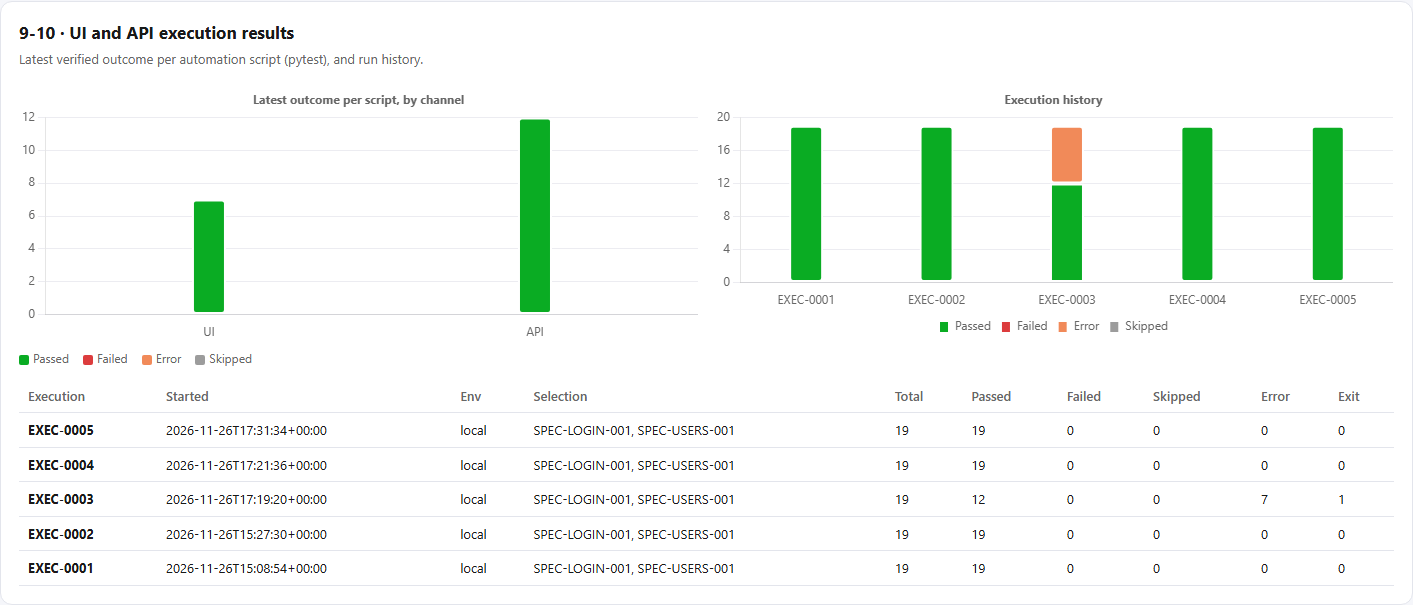 9-10 · UI and API execution results
Latest verified outcome per automation script (pytest), and run history.
Latest outcome per script, by channel
12
10
8
6
4
2
0
UI API
Passed Failed Error Skipped
Execution history
20
16
12
8
4
0
EXEC-0001 EXEC-0002 EXEC-0003 EXEC-0004 EXEC-0005
Passed Failed Error Skipped
Execution Started Env Selection Total Passed Failed Skipped Error Exit
EXEC-0005 2026-11-26T17:31:34+00:00 local SPEC-LOGIN-001, SPEC-USERS-001 19 19 0 0 0 0
EXEC-0004 2026-11-26T17:21:36+00:00 local SPEC-LOGIN-001, SPEC-USERS-001 19 19 0 0 0 0
EXEC-0003 2026-11-26T17:19:20+00:00 local SPEC-LOGIN-001, SPEC-USERS-001 19 12 0 0 7 1
EXEC-0002 2026-11-26T15:27:30+00:00 local SPEC-LOGIN-001, SPEC-USERS-001 19 19 0 0 0 0
EXEC-0001 2026-11-26T15:08:54+00:00 local SPEC-LOGIN-001, SPEC-USERS-001 19 19 0 0 0 0